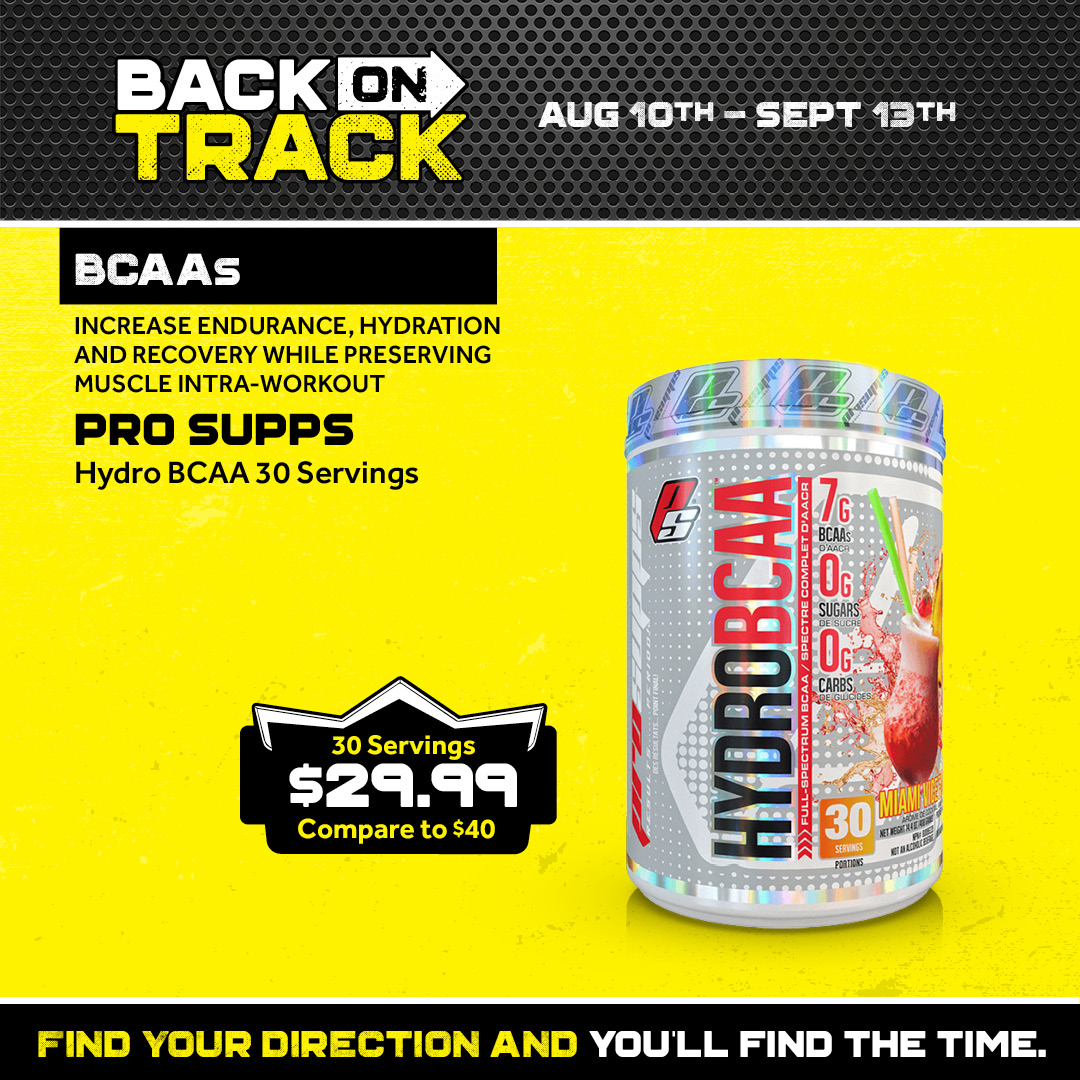 BACK ON
TRACK
AUG 10TH – SEPT 13TH
BCAAs
INCREASE ENDURANCE, HYDRATION
AND RECOVERY WHILE PRESERVING
MUSCLE INTRA-WORKOUT
PRO SUPPS
Hydro BCAA 30 Servings
PS
HYDROBCAA
FULL-SPECTRUM BCAA / SPECTRE COMPLET D'AACR
7G
BCAAs
D'AACR
0G
SUGARS
DE SUCRE
0G
CARBS
DE GLUCIDES
30
SERVINGS
PORTIONS
MIAMI VICE
30 Servings
$29.99
Compare to $40
FIND YOUR DIRECTION AND YOU'LL FIND THE TIME.